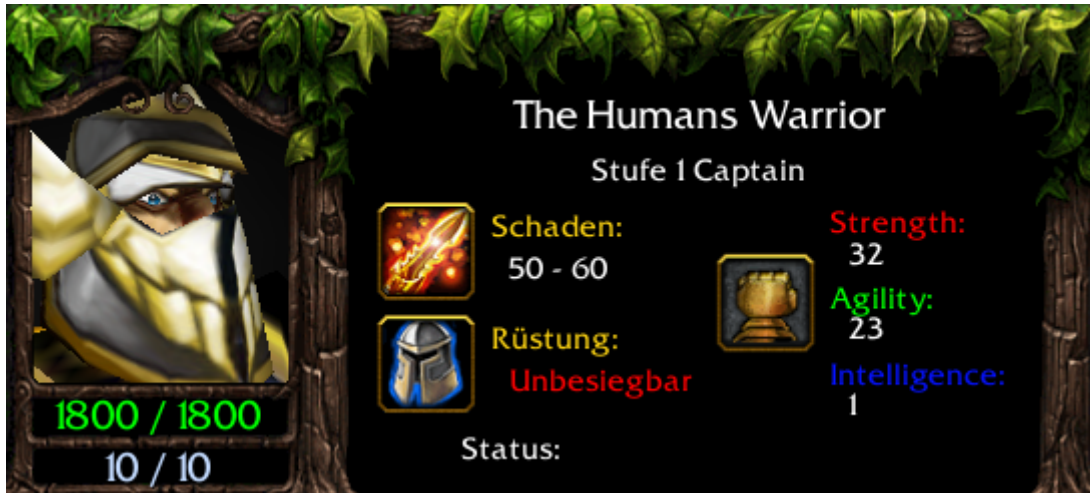 The Humans Warrior
Stufe 1 Captain
Schaden:
50 - 60
Rüstung:
Unbesiegbar
Strength:
32
Agility:
23
Intelligence:
1
Status:
1800 / 1800
10 / 10